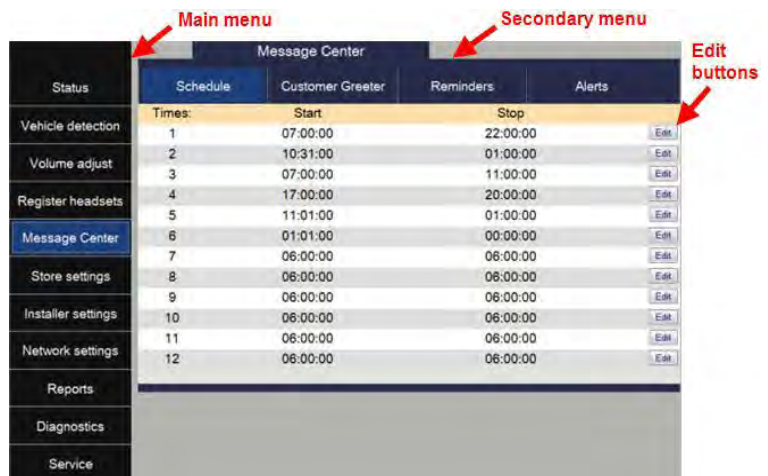 Main menu
Secondary menu
Edit
buttons
Message Center
Status
Vehicle detection
Volume adjust
Register headsets
Message Center
Store settings
Installer settings
Network settings
Reports
Diagnostics
Service
Schedule Customer Greeter Reminders Alerts
Times: Start Stop
1 07:00:00 22:00:00 Edit
2 10:31:00 01:00:00 Edit
3 07:00:00 11:00:00 Edit
4 17:00:00 20:00:00 Edit
5 11:01:00 01:00:00 Edit
6 01:01:00 00:00:00 Edit
7 06:00:00 06:00:00 Edit
8 06:00:00 06:00:00 Edit
9 06:00:00 06:00:00 Edit
10 06:00:00 06:00:00 Edit
11 06:00:00 06:00:00 Edit
12 06:00:00 06:00:00 Edit